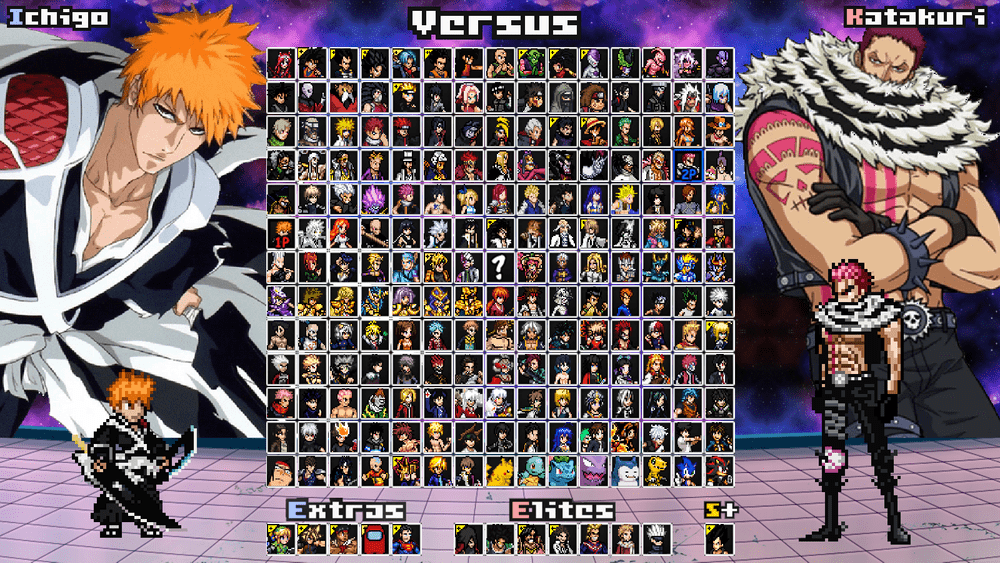 Ichigo
Versus
Katakuri
2P
1P
?
Extras
Elites
S+